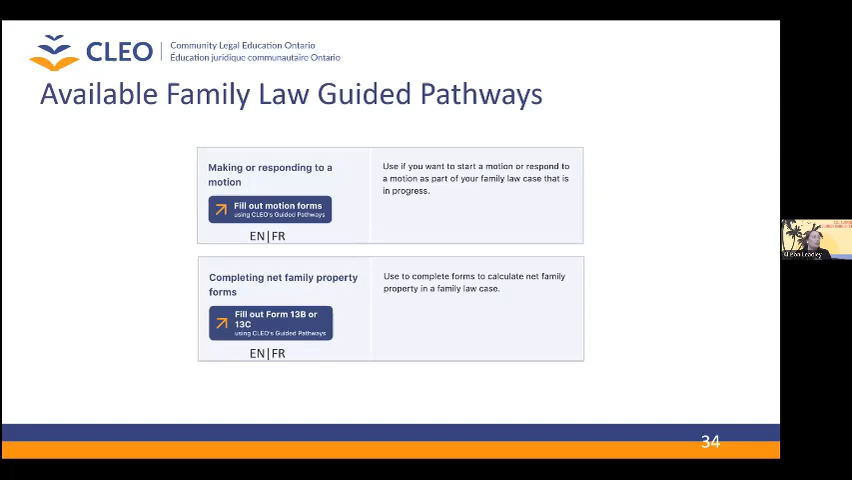 CLEO
Community Legal Education Ontario
Éducation juridique communautaire Ontario
Available Family Law Guided Pathways
Making or responding to a
motion
Fill out motion forms
using CLEO's Guided Pathways
EN|FR
Use if you want to start a motion or respond to
a motion as part of your family law case that is
in progress.
Completing net family property
forms
Fill out Form 13B or
13C
using CLEO's Guided Pathways
EN|FR
Use to complete forms to calculate net family
property in a family law case.
34